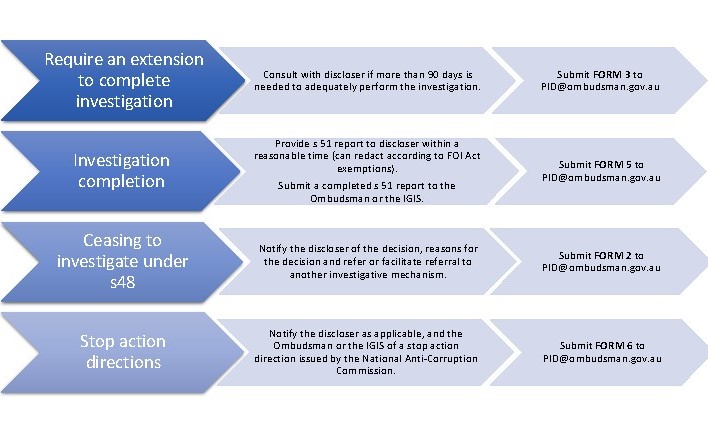 Require an extension
to complete
investigation
Consult with discloser if more than 90 days is
needed to adequately perform the investigation.
Submit FORM 3 to
PID@ombudsman.gov.au
Investigation
completion
Provide s 51 report to discloser within a
reasonable time (can redact according to FOI Act
exemptions).
Submit a completed s 51 report to the
Ombudsman or the IGIS.
Submit FORM 5 to
PID@ombudsman.gov.au
Ceasing to
investigate under
s48
Notify the discloser of the decision, reasons for
the decision and refer or facilitate referral to
another investigative mechanism.
Submit FORM 2 to
PID@ombudsman.gov.au
Stop action
directions
Notify the discloser as applicable, and the
Ombudsman or the IGIS of a stop action
direction issued by the National Anti-Corruption
Commission.
Submit FORM 6 to
PID@ombudsman.gov.au